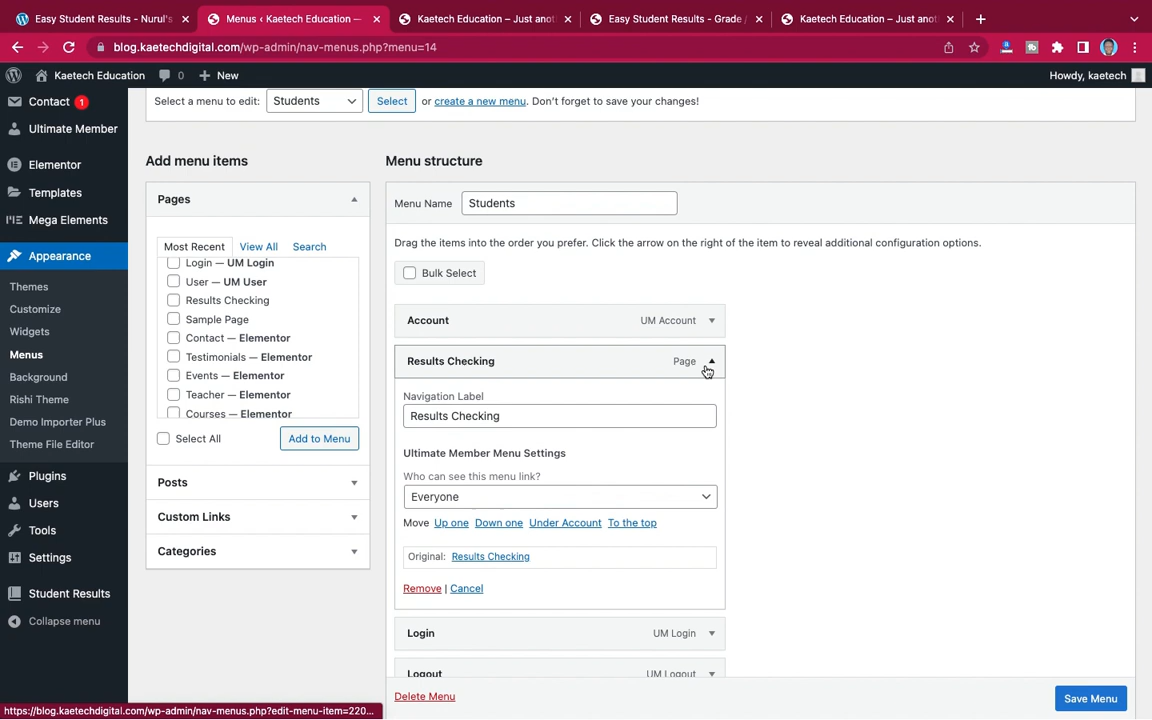 Easy Student Results - Nurul's
Menus ‹ Kaetech Education —
Kaetech Education – Just anot
Easy Student Results - Grade /
Kaetech Education – Just anot
blog.kaetechdigital.com/wp-admin/nav-menus.php?menu=14
Kaetech Education 0 New Howdy, kaetech
Contact 1
Ultimate Member
Elementor
Templates
Mega Elements
Appearance
Themes
Customize
Widgets
Menus
Background
Rishi Theme
Demo Importer Plus
Theme File Editor
Plugins
Users
Tools
Settings
Student Results
Collapse menu
Select a menu to edit: Students Select or create a new menu. Don't forget to save your changes!
Add menu items
Pages
Most Recent View All Search
Login — UM Login
User — UM User
Results Checking
Sample Page
Contact — Elementor
Testimonials — Elementor
Events — Elementor
Teacher — Elementor
Courses — Elementor
Select All Add to Menu
Posts
Custom Links
Categories
Menu structure
Menu Name Students
Drag the items into the order you prefer. Click the arrow on the right of the item to reveal additional configuration options.
Bulk Select
Account UM Account
Results Checking Page
Navigation Label
Results Checking
Ultimate Member Menu Settings
Who can see this menu link?
Everyone
Move Up one Down one Under Account To the top
Original: Results Checking
Remove | Cancel
Login UM Login
Logout UM Logout
Delete Menu Save Menu
https://blog.kaetechdigital.com/wp-admin/nav-menus.php?edit-menu-item=220...